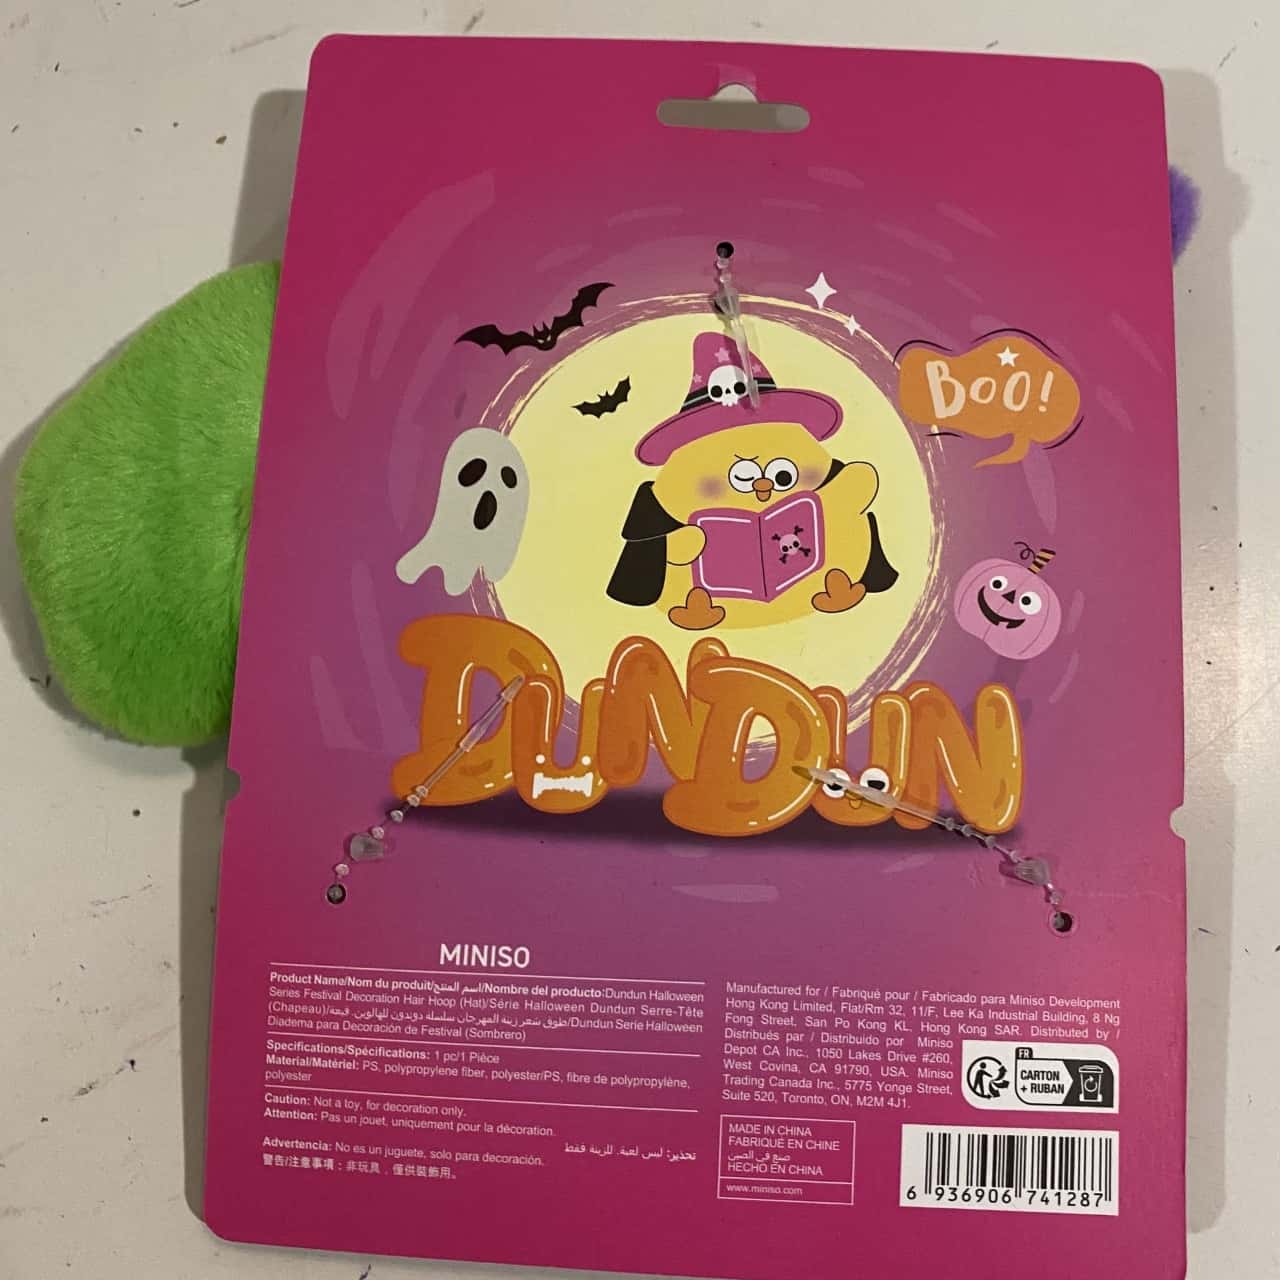 BOO!
DUNDUN
MINISO
Product Name/Nom du produit/اسم المنتج/Nombre del producto:Dundun Halloween
Series Festival Decoration Hair Hoop (Hat)/Série Halloween Dundun Serre-Tête
(Chapeau)/طوق شعر زينة المهرجان سلسلة دوندون للهالوين. قبعة/Dundun Serie Halloween
Diadema para Decoración de Festival (Sombrero)
Specifications/Spécifications: 1 pc/1 Pièce
Material/Matériel: PS, polypropylene fiber, polyester/PS, fibre de polypropylène,
polyester
Caution: Not a toy, for decoration only.
Attention: Pas un jouet, uniquement pour la décoration.
Advertencia: No es un juguete, solo para decoración.
تحذير: ليس لعبة. للزينة فقط
警告/注意事項：非玩具，僅供裝飾用。
Manufactured for / Fabriqué pour / Fabricado para Miniso Development
Hong Kong Limited, Flat/Rm 32, 11/F, Lee Ka Industrial Building, 8 Ng
Fong Street, San Po Kong KL, Hong Kong SAR. Distributed by /
Distribués par / Distribuido por Miniso
Depot CA Inc., 1050 Lakes Drive #260,
West Covina, CA 91790, USA. Miniso
Trading Canada Inc., 5775 Yonge Street,
Suite 520, Toronto, ON, M2M 4J1.
FR
CARTON
+ RUBAN
MADE IN CHINA
FABRIQUÉ EN CHINE
صنع في الصين
HECHO EN CHINA
www.miniso.com
6 936906 741287